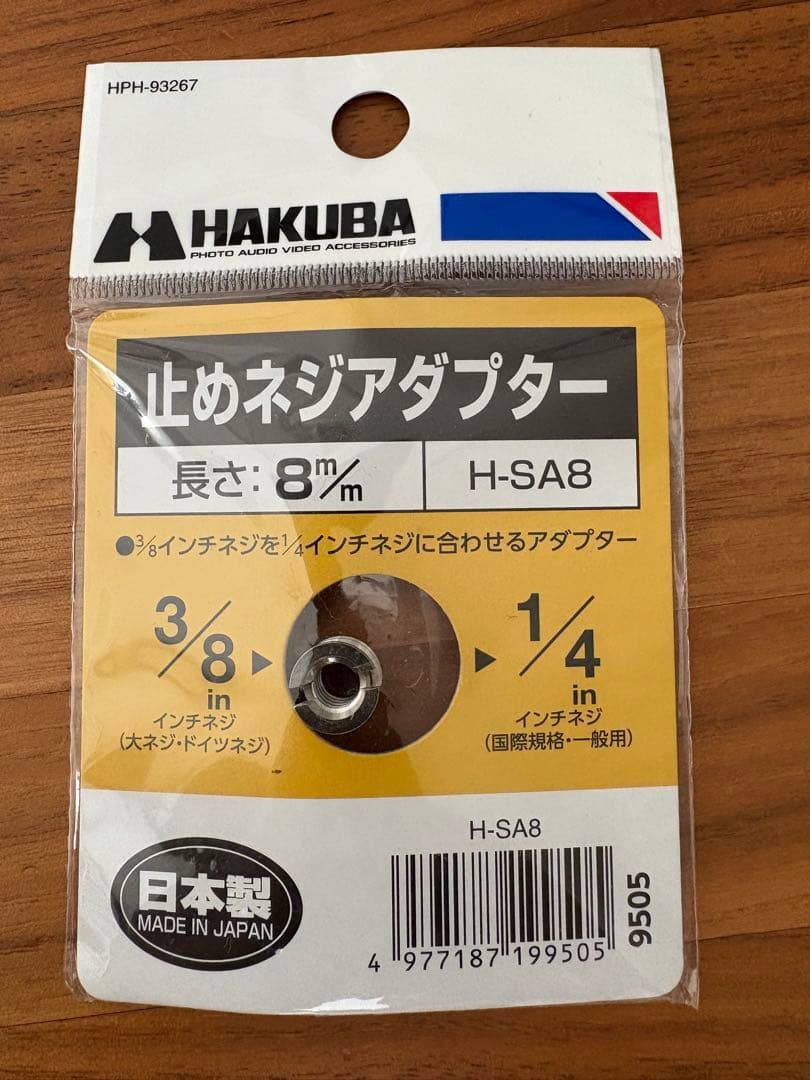 HPH-93267
HAKUBA
PHOTO AUDIO VIDEO ACCESSORIES
止めネジアダプター
長さ: 8m/m
H-SA8
●3/8インチネジを1/4インチネジに合わせるアダプター
3/8 in
インチネジ
(大ネジ・ドイツネジ)
1/4 in
インチネジ
(国際規格・一般用)
日本製
MADE IN JAPAN
H-SA8
4 977187 199505
9505